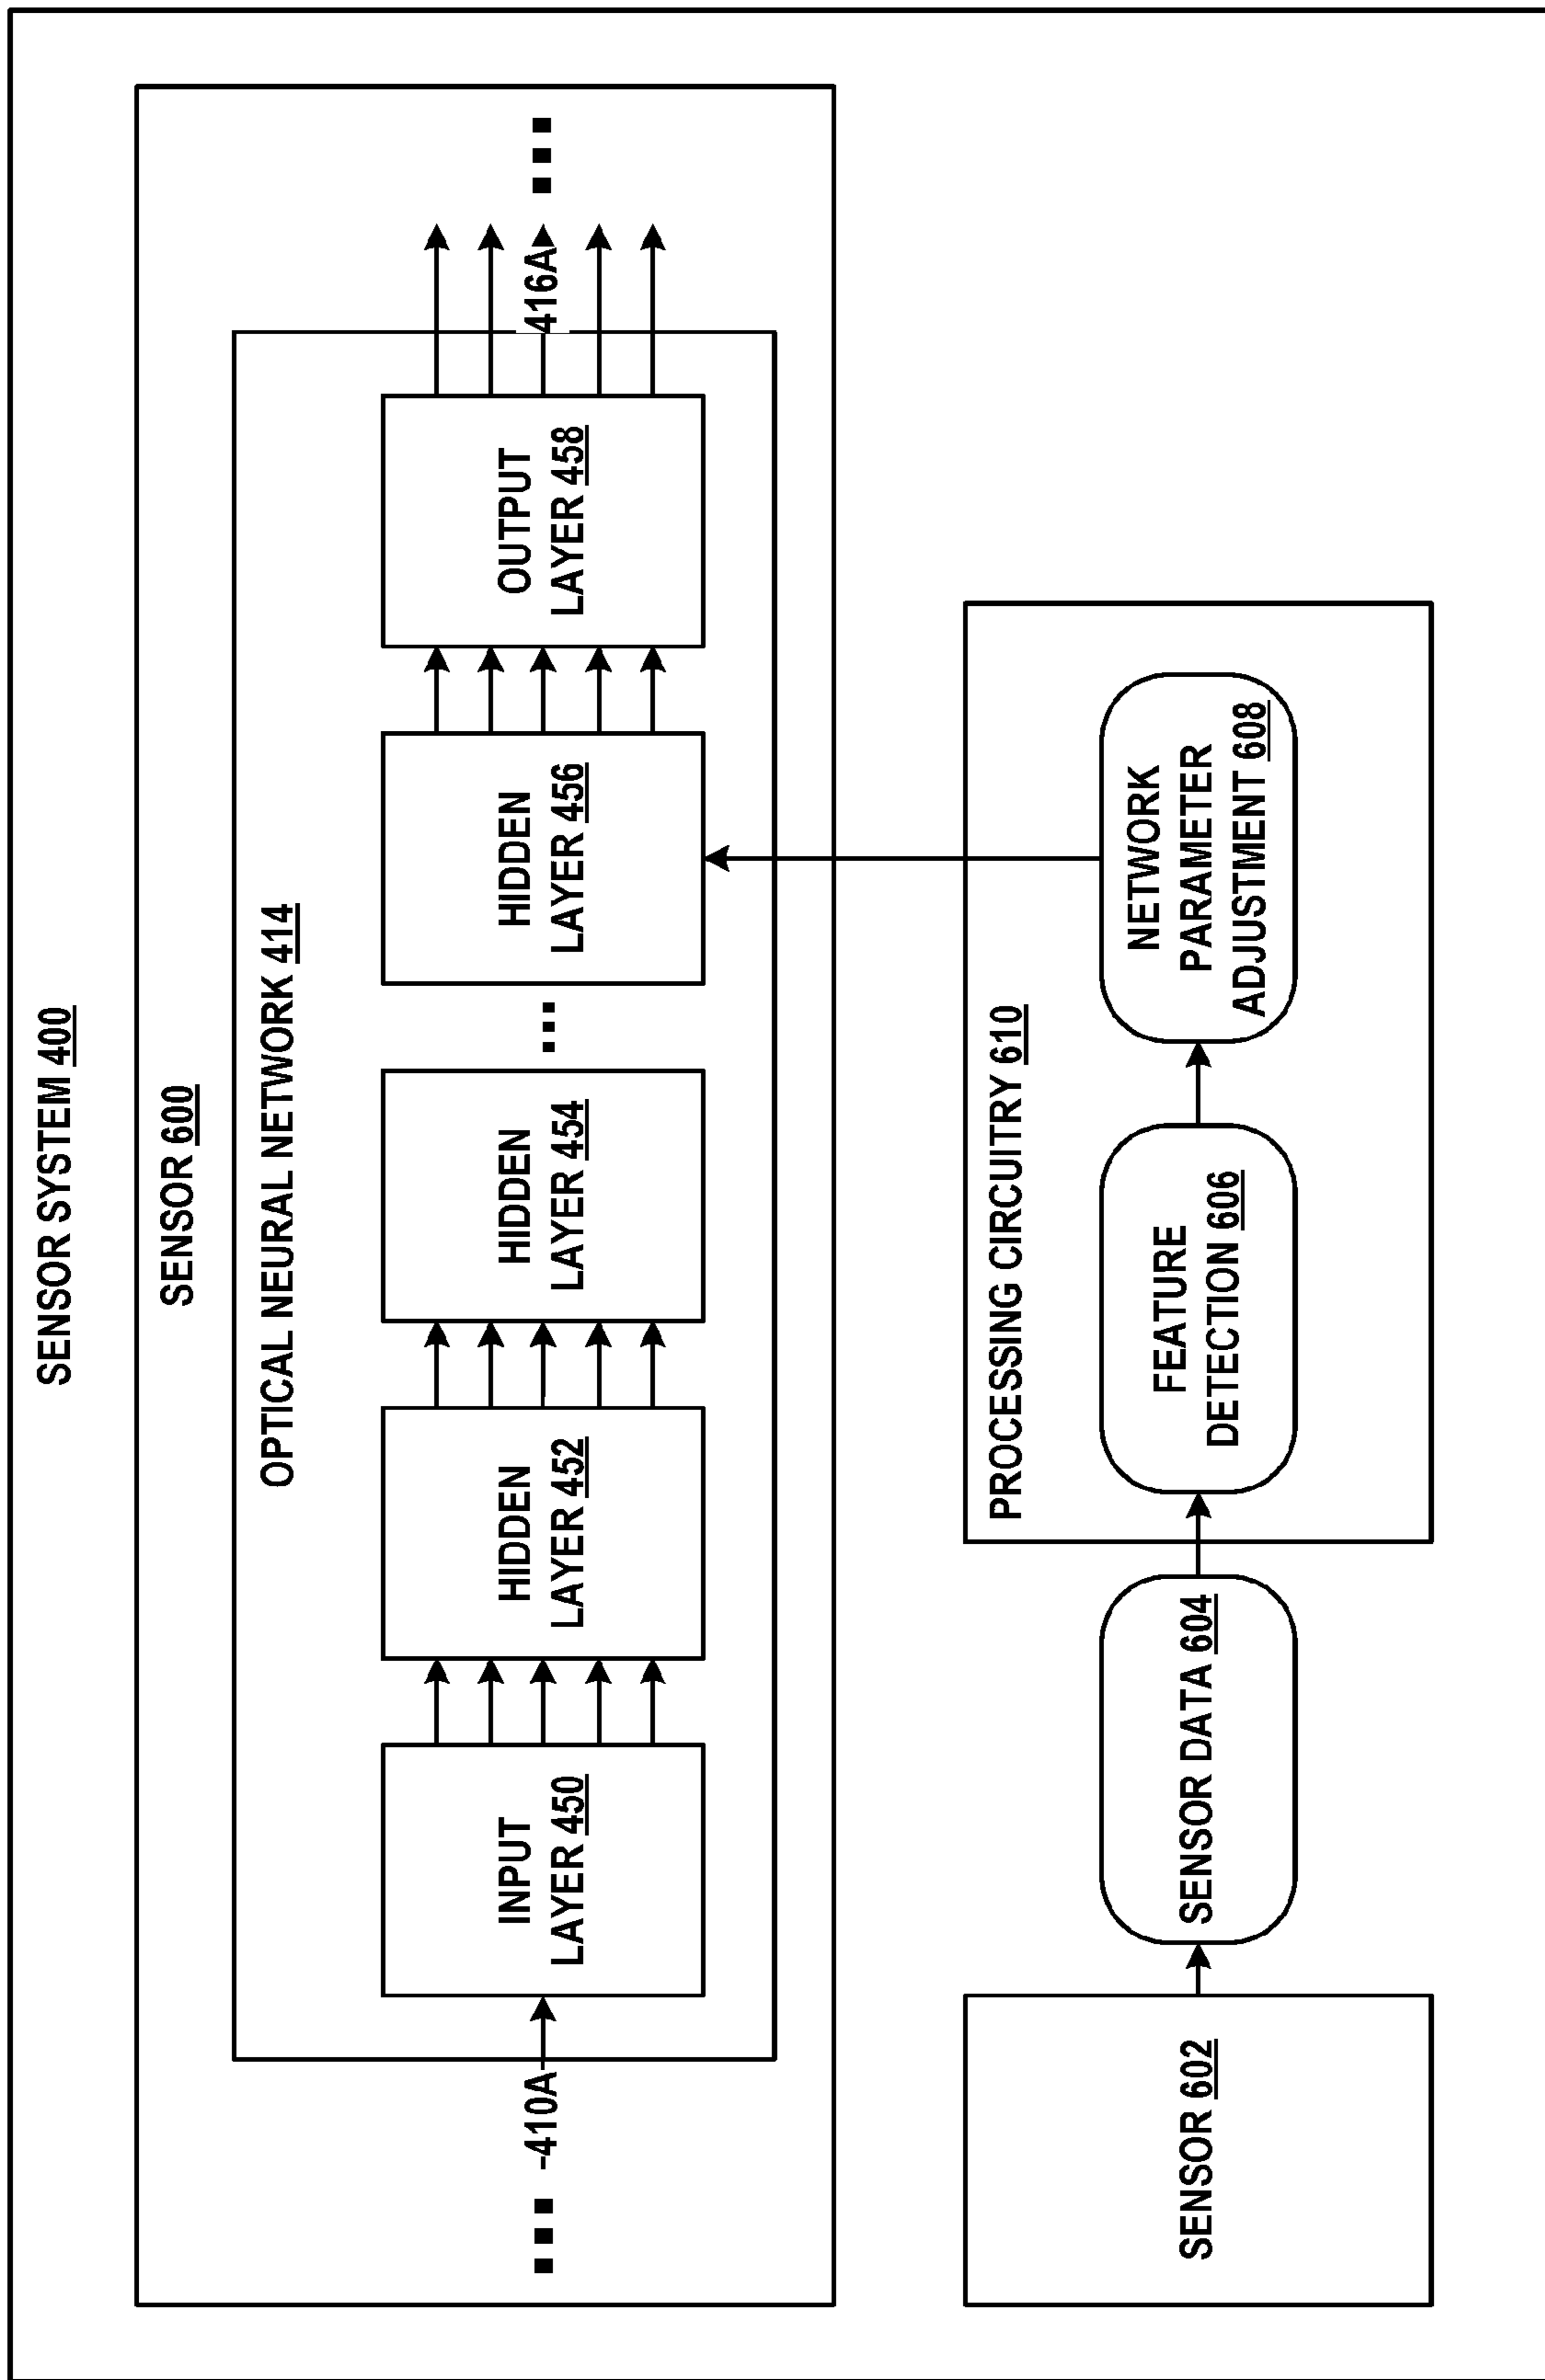 SENSOR SYSTEM 400
SENSOR 600
OPTICAL NEURAL NETWORK 414
410A
INPUT
LAYER 450
HIDDEN
LAYER 452
HIDDEN
LAYER 454
HIDDEN
LAYER 456
OUTPUT
LAYER 458
416A
SENSOR 602
SENSOR DATA 604
PROCESSING CIRCUITRY 610
FEATURE
DETECTION 606
NETWORK
PARAMETER
ADJUSTMENT 608